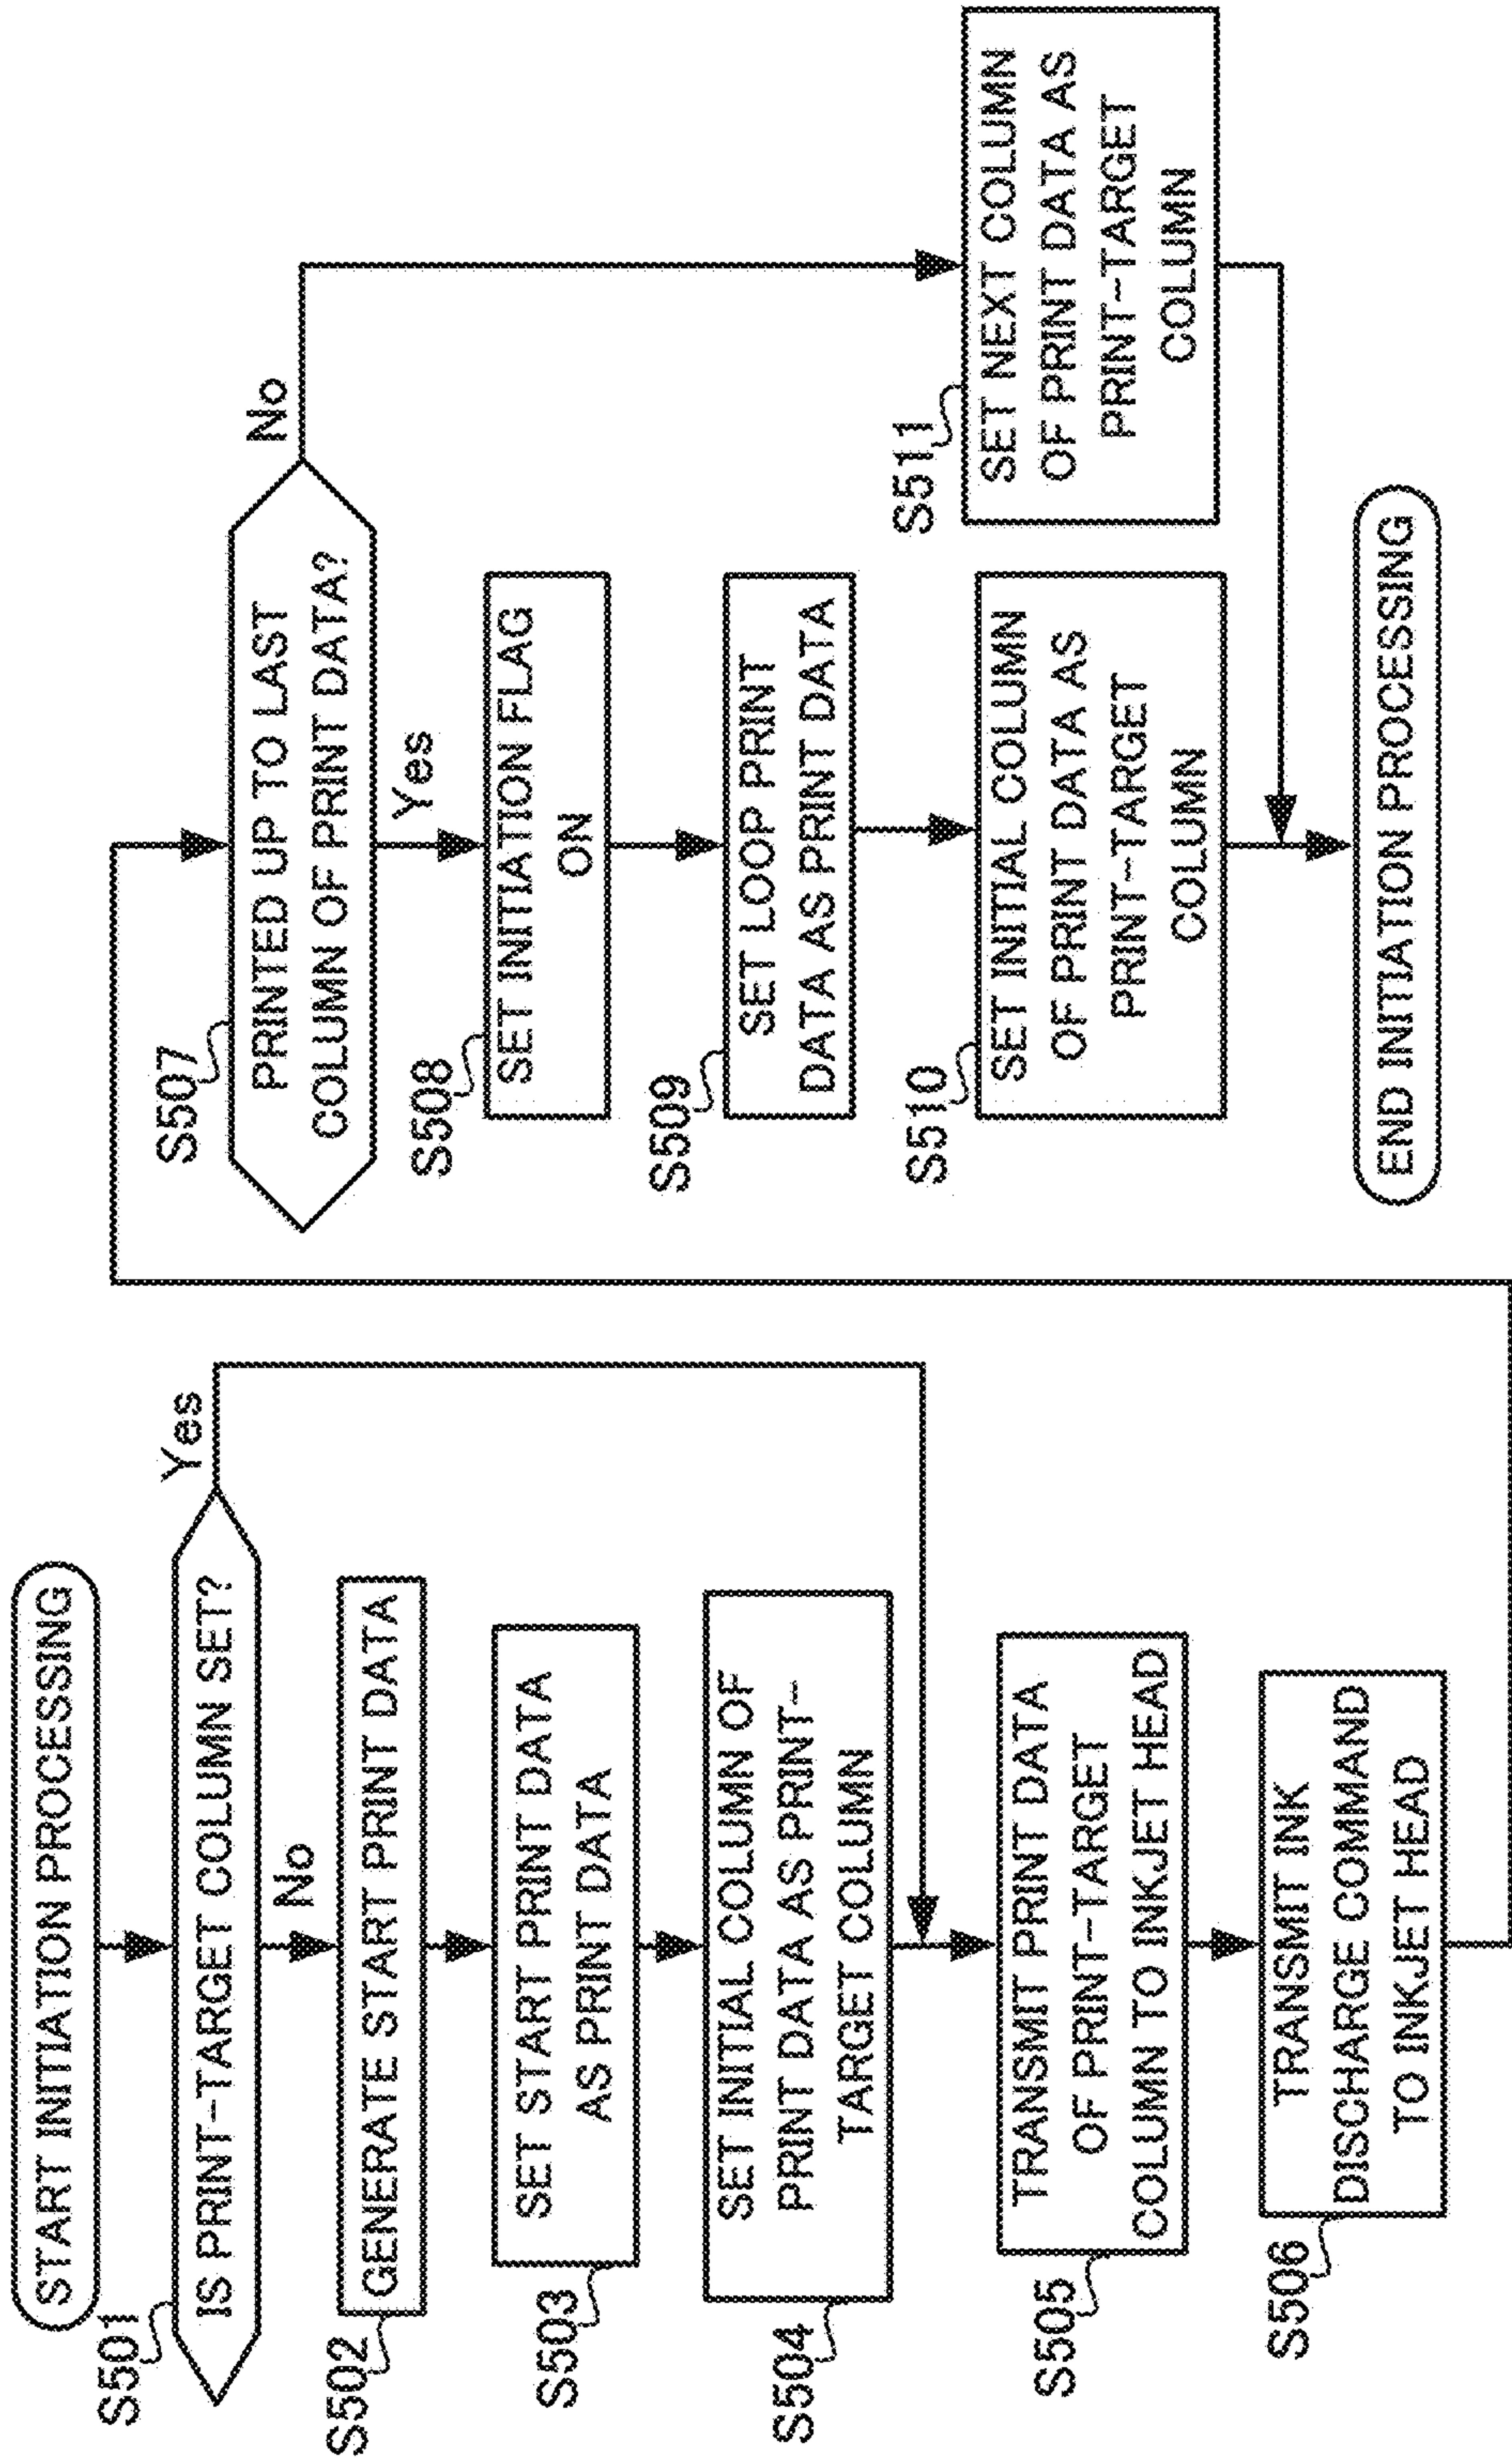 START INITIATION PROCESSING
S501
IS PRINT-TARGET COLUMN SET?
Yes
No
S502
GENERATE START PRINT DATA
S503
SET START PRINT DATA
AS PRINT DATA
S504
SET INITIAL COLUMN OF
PRINT DATA AS PRINT-
TARGET COLUMN
S505
TRANSMIT PRINT DATA
OF PRINT-TARGET
COLUMN TO INKJET HEAD
S506
TRANSMIT INK
DISCHARGE COMMAND
TO INKJET HEAD
S507
PRINTED UP TO LAST
COLUMN OF PRINT DATA?
No
Yes
S508
SET INITIATION FLAG
ON
S509
SET LOOP PRINT
DATA AS PRINT DATA
S510
SET INITIAL COLUMN
OF PRINT DATA AS
PRINT-TARGET
COLUMN
S511
SET NEXT COLUMN
OF PRINT DATA AS
PRINT-TARGET
COLUMN
END INITIATION PROCESSING